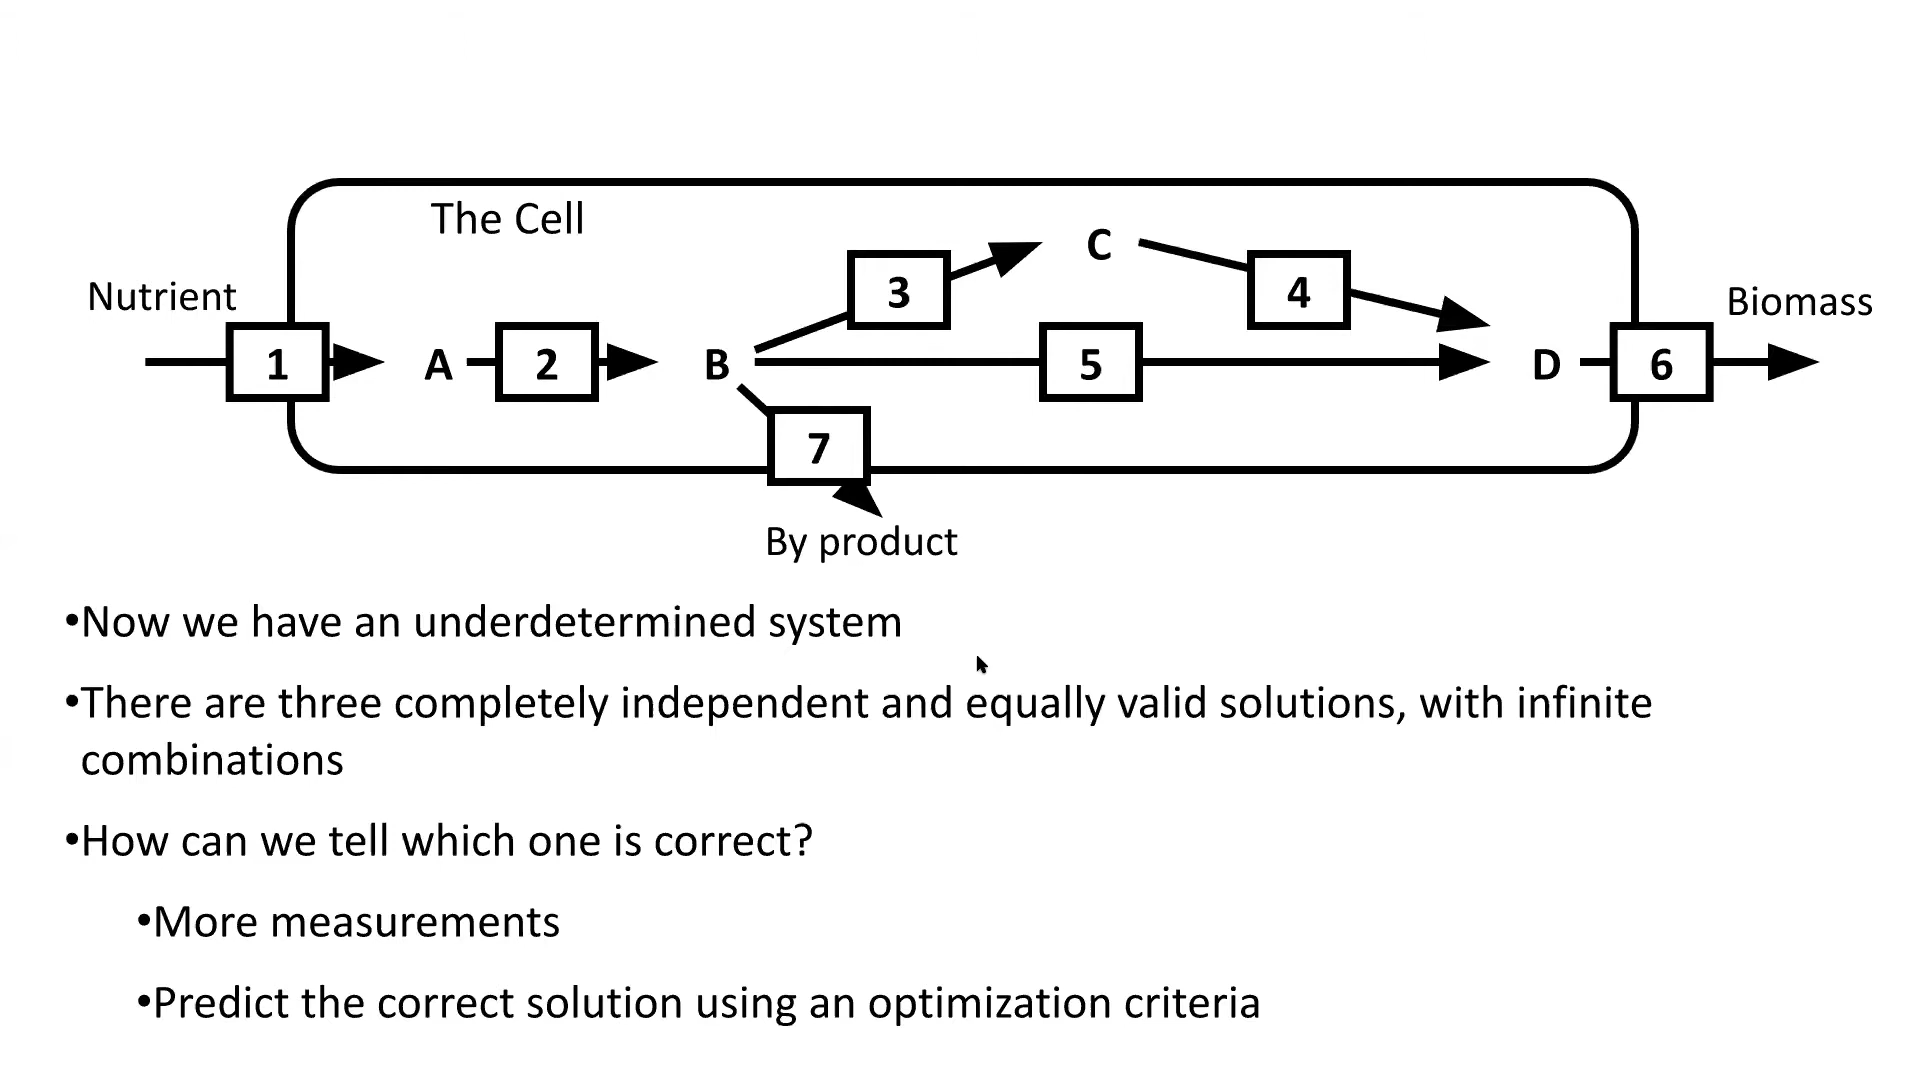 The Cell
Nutrient
Biomass
C
3
4
1
A
2
B
5
D
6
7
By product
•Now we have an underdetermined system
•There are three completely independent and equally valid solutions, with infinite
combinations
•How can we tell which one is correct?
•More measurements
•Predict the correct solution using an optimization criteria